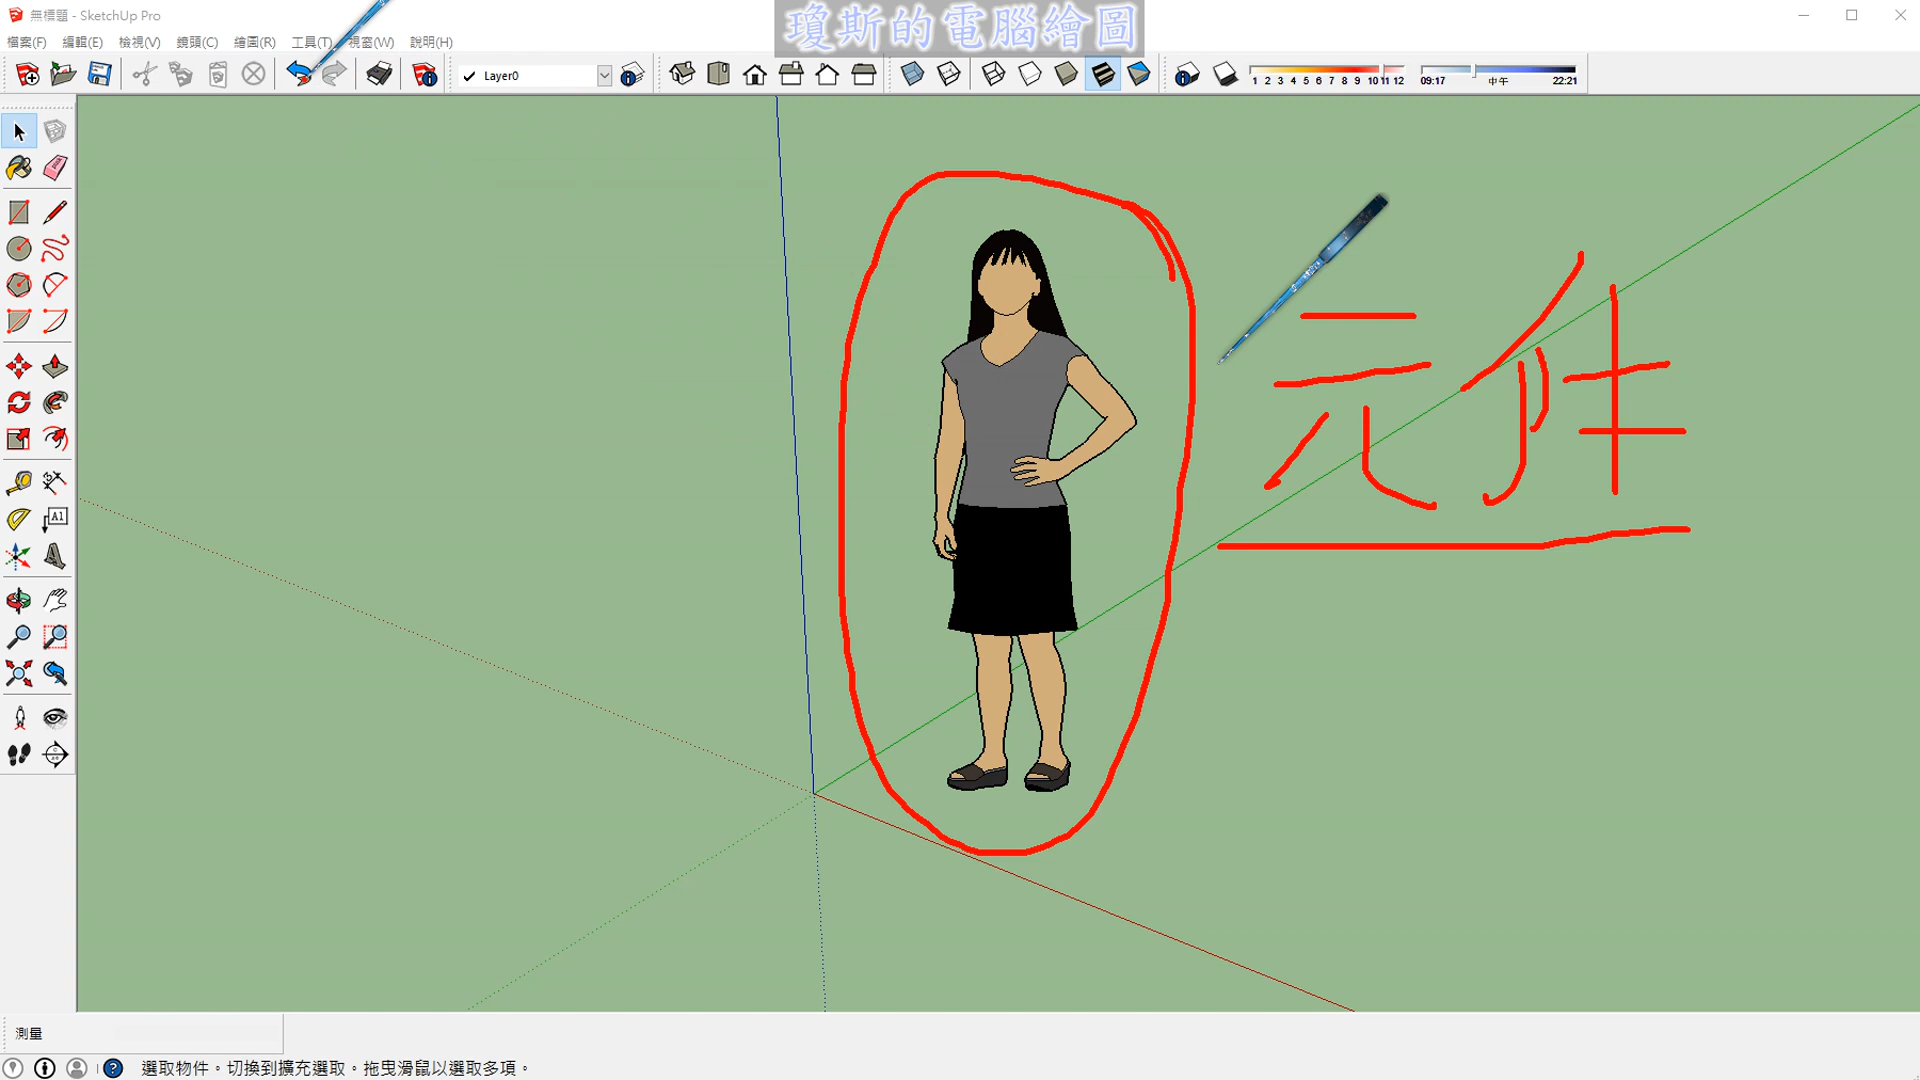 無標題 - SketchUp Pro
瓊斯的電腦繪圖
檔案(F) 編輯(E) 檢視(V) 鏡頭(C) 繪圖(R) 工具(T) 視窗(W) 說明(H)
Layer0
1 2 3 4 5 6 7 8 9 10 11 12
09:17 中午 22:21
A1
元件
測量
選取物件。切換到擴充選取。拖曳滑鼠以選取多項。